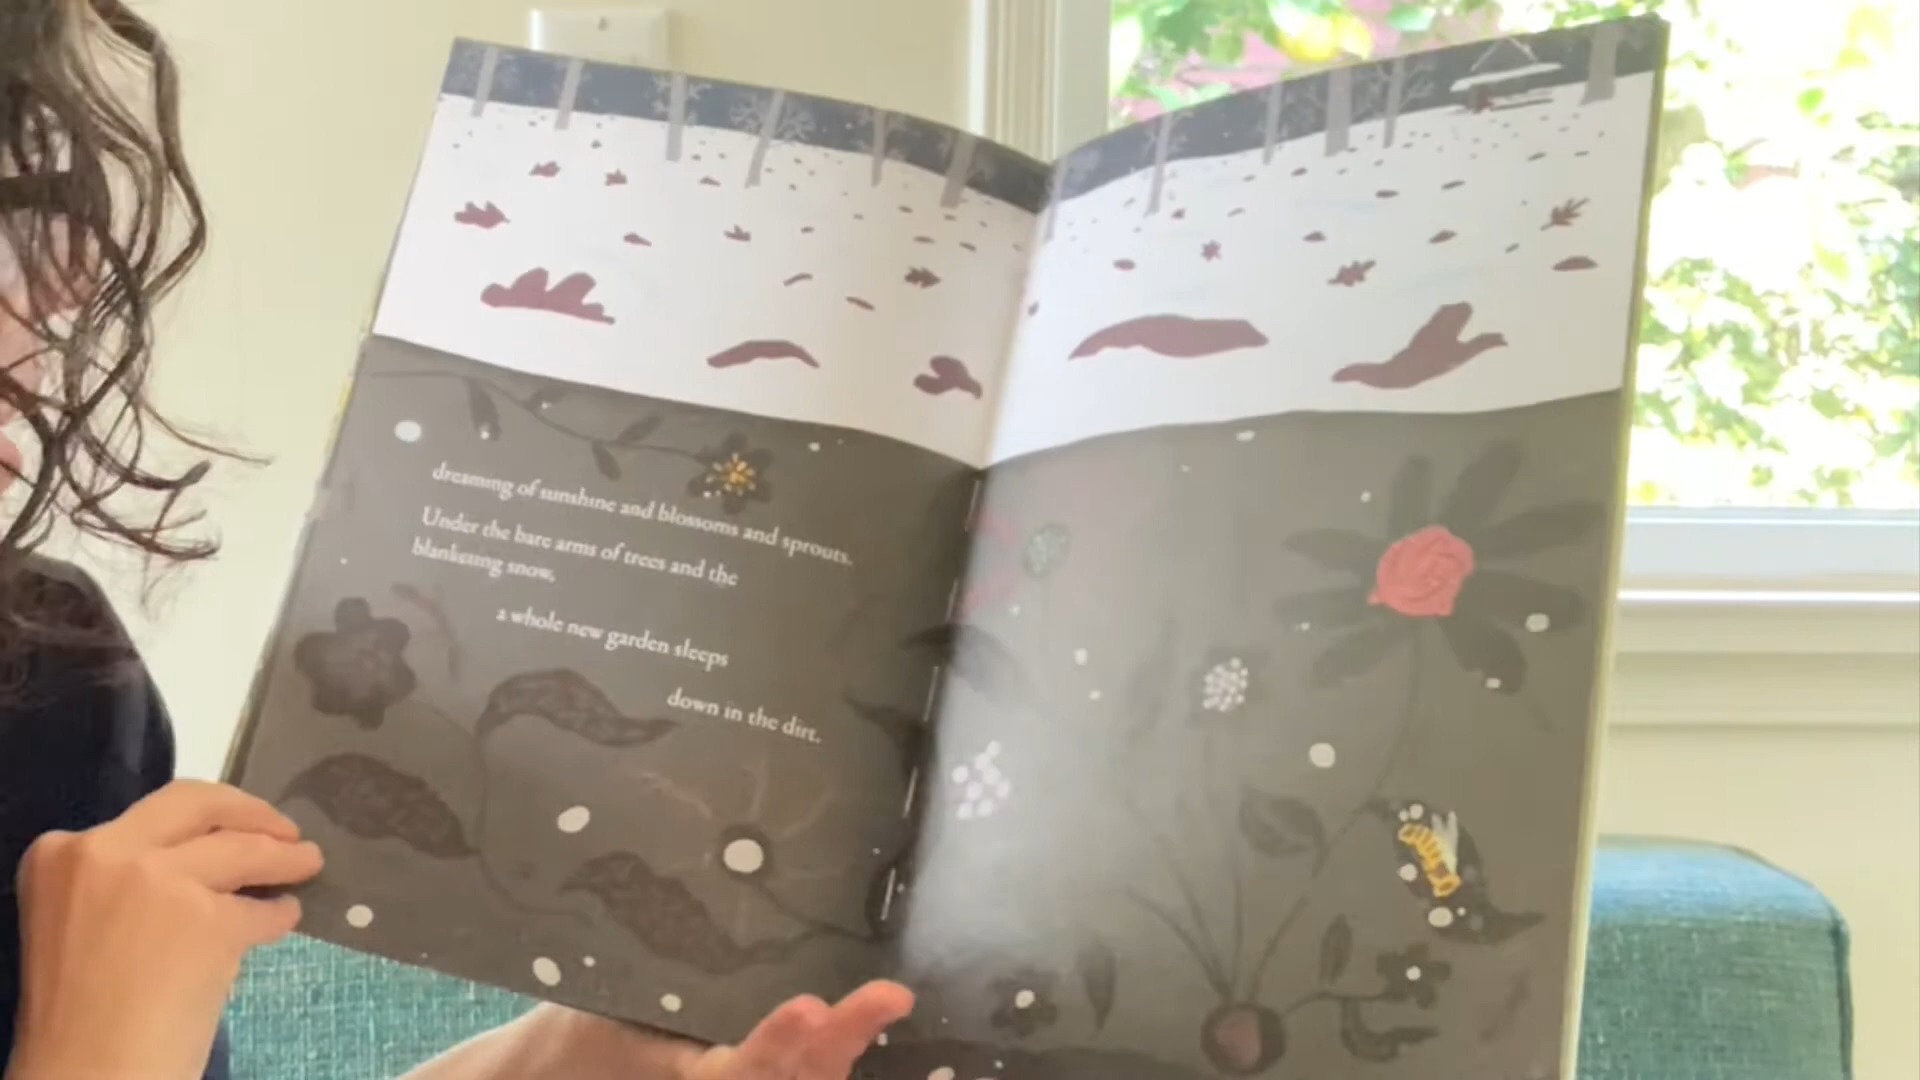 dreaming of sunshine and blossoms and sprouts.
Under the bare arms of trees and the
blanketing snow,
a whole new garden sleeps
down in the dirt.